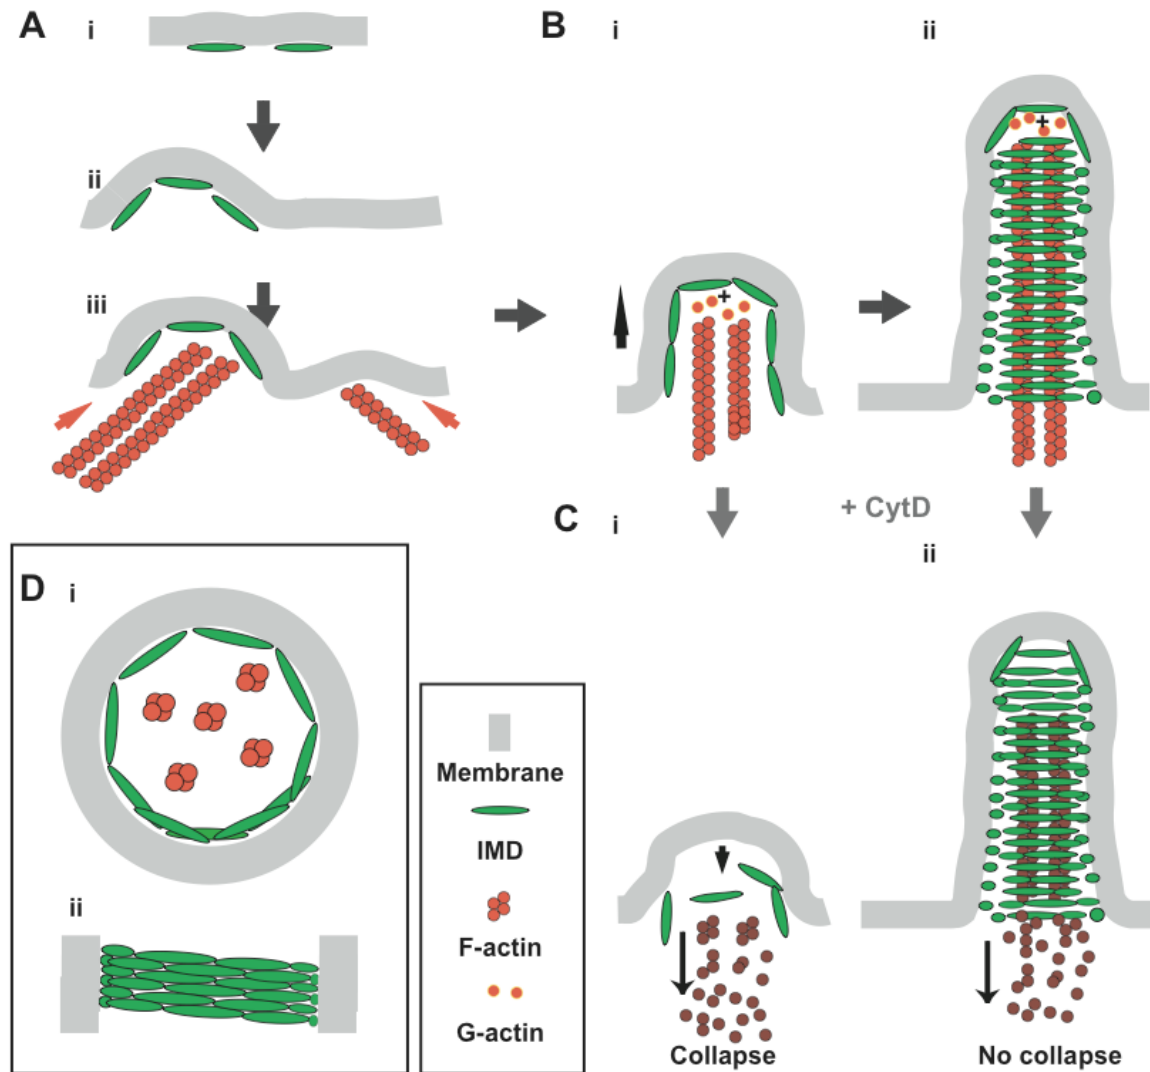 A
i
ii
iii
B
i
ii
+
+
+ CytD
C
i
ii
Collapse
No collapse
D
i
ii
Membrane
IMD
F-actin
G-actin